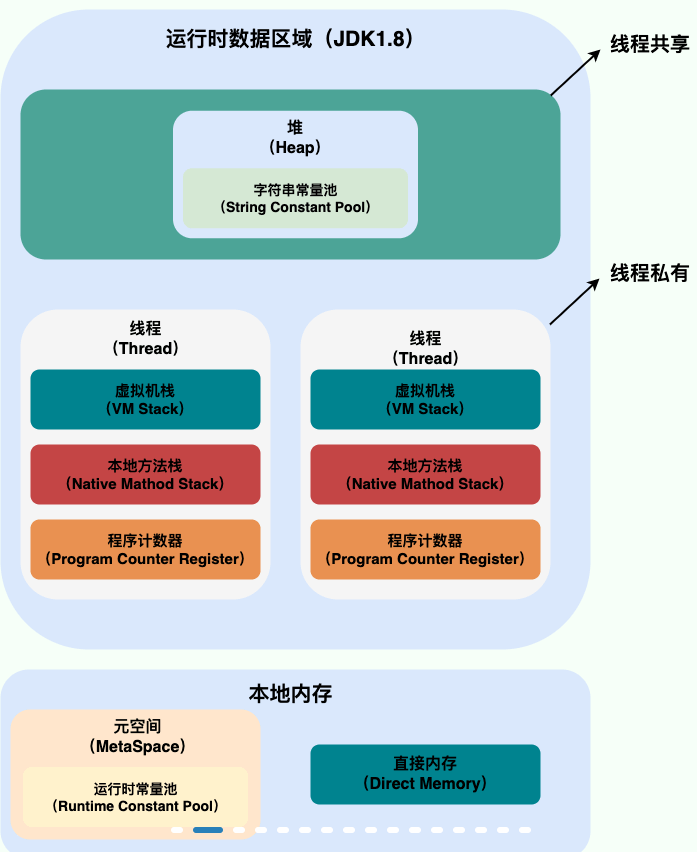 运行时数据区域（JDK1.8）
线程共享
堆
（Heap）
字符串常量池
（String Constant Pool）
线程私有
线程
（Thread）
虚拟机栈
（VM Stack）
本地方法栈
（Native Mathod Stack）
程序计数器
（Program Counter Register）
线程
（Thread）
虚拟机栈
（VM Stack）
本地方法栈
（Native Mathod Stack）
程序计数器
（Program Counter Register）
本地内存
元空间
（MetaSpace）
运行时常量池
（Runtime Constant Pool）
直接内存
（Direct Memory）